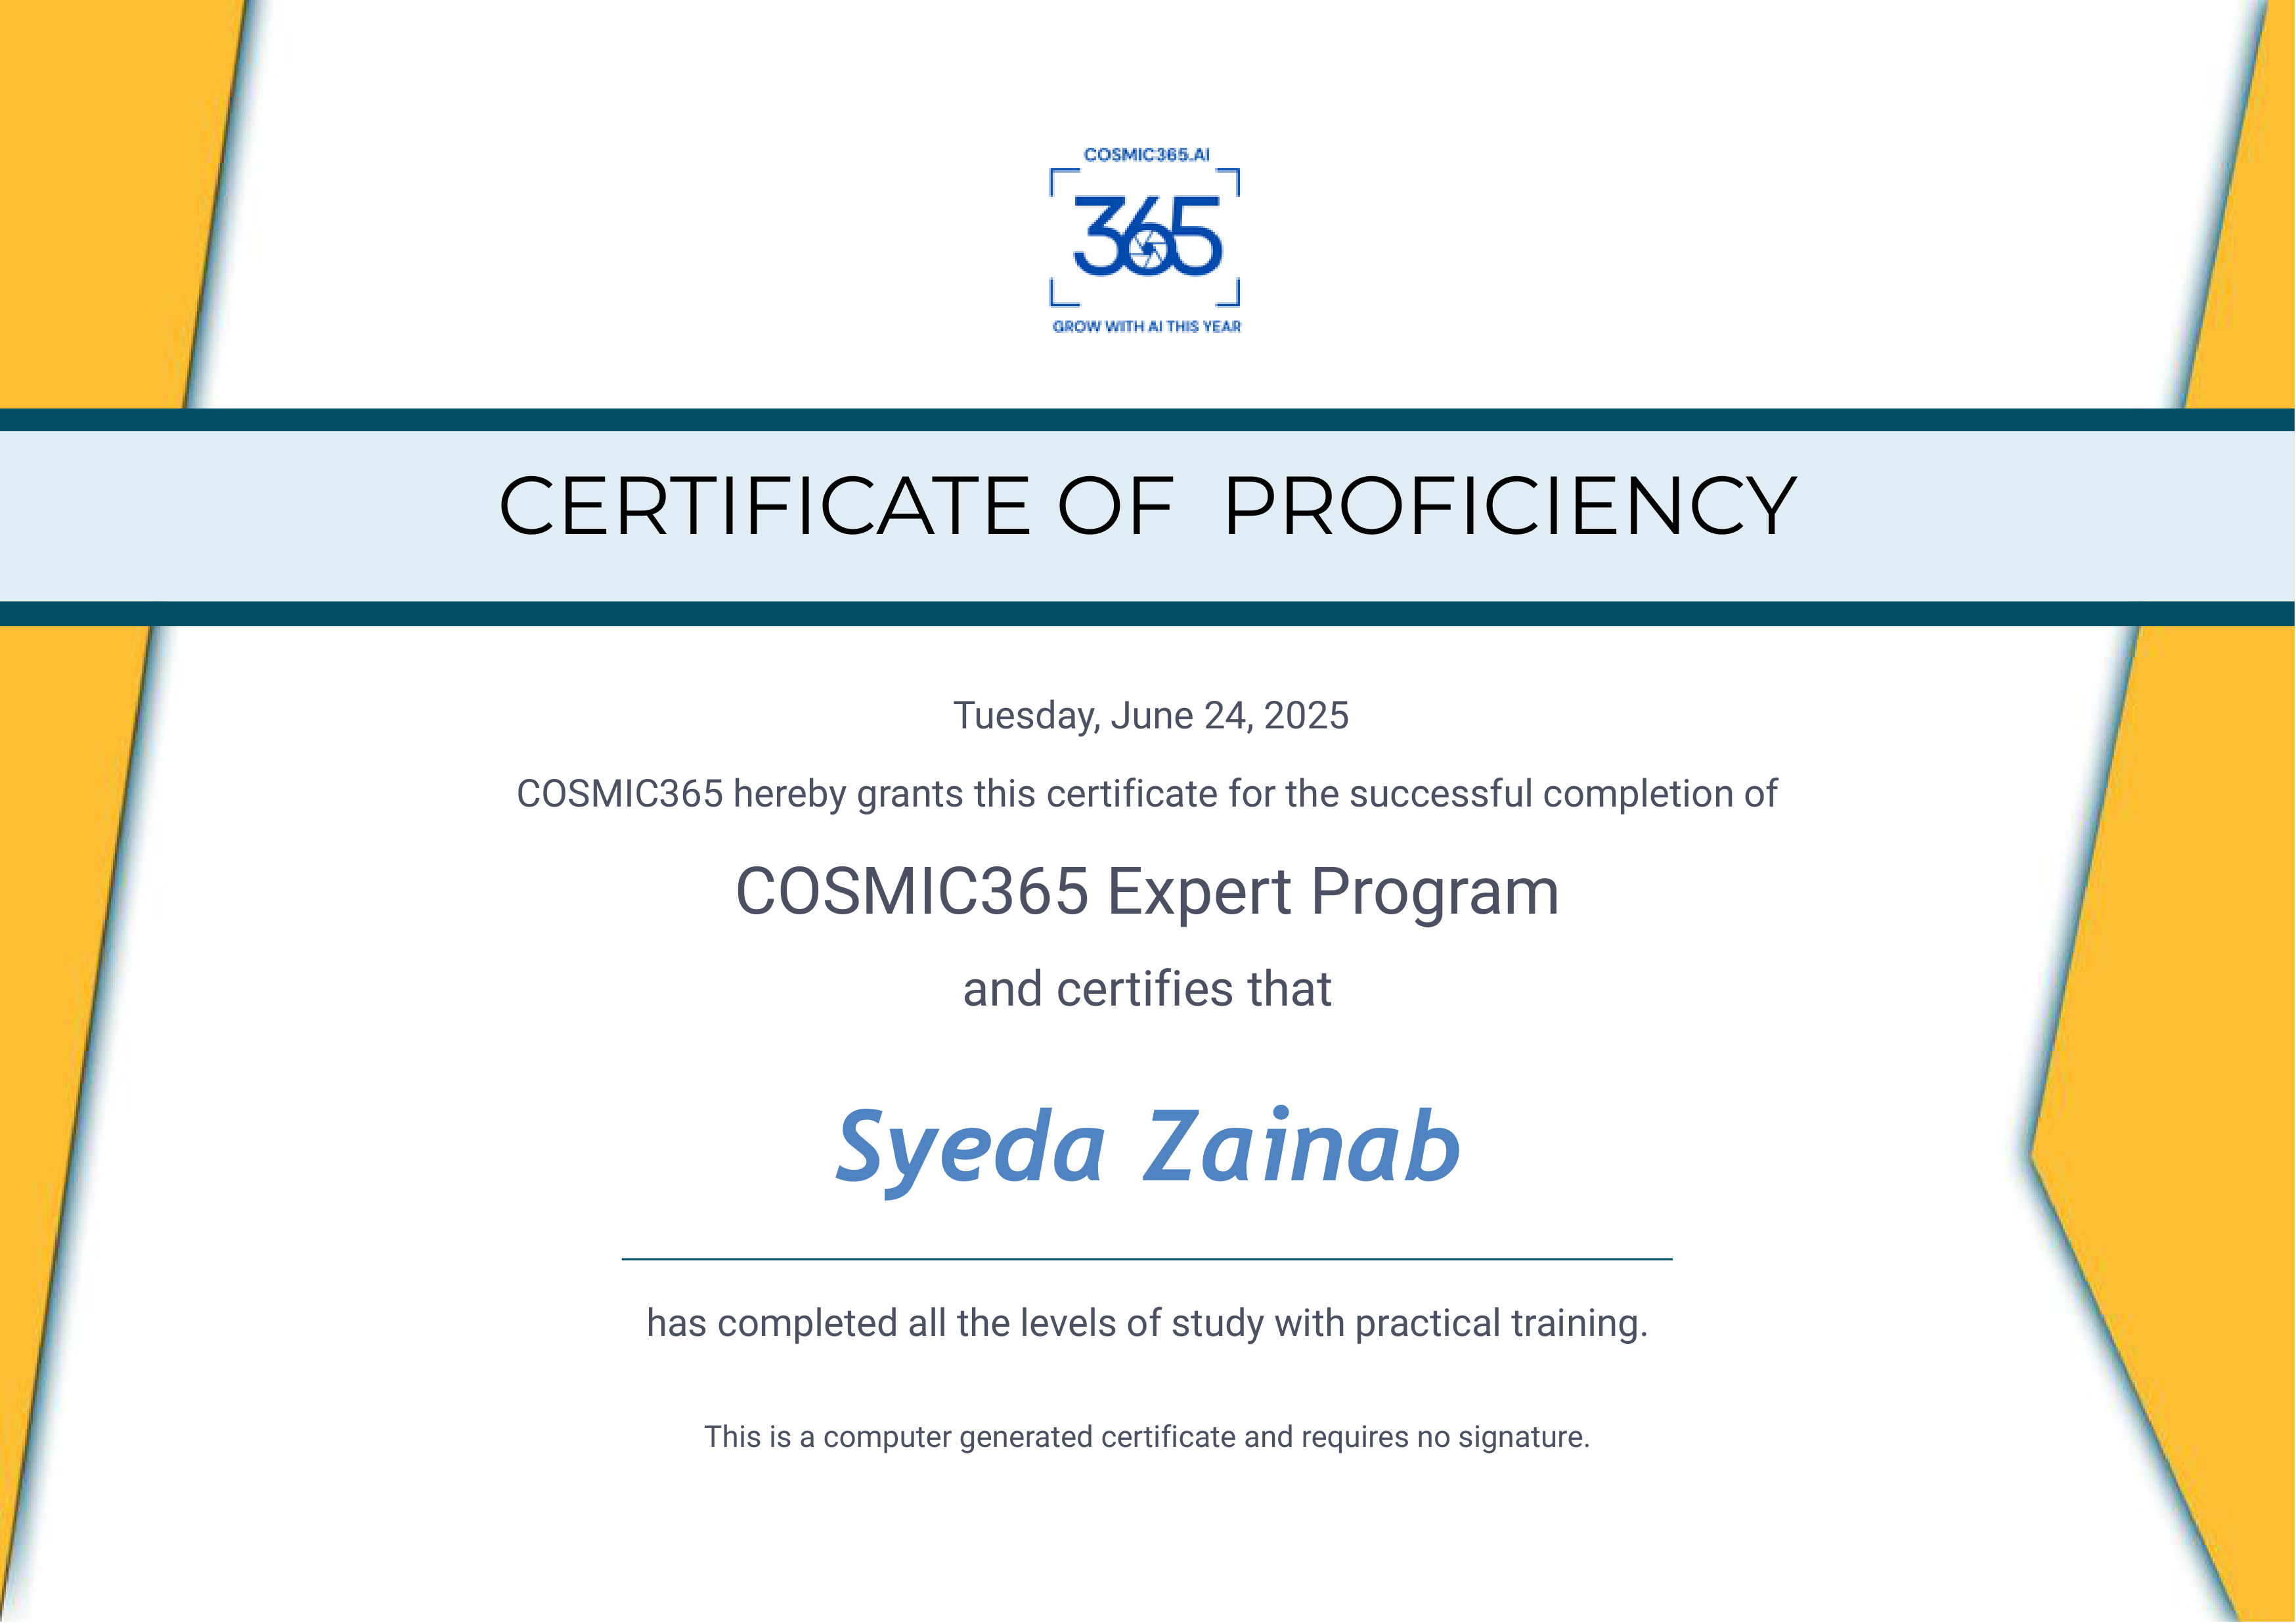 COSMIC365.AI
365
GROW WITH AI THIS YEAR
CERTIFICATE OF PROFICIENCY
Tuesday, June 24, 2025
COSMIC365 hereby grants this certificate for the successful completion of
COSMIC365 Expert Program
and certifies that
Syeda Zainab
has completed all the levels of study with practical training.
This is a computer generated certificate and requires no signature.